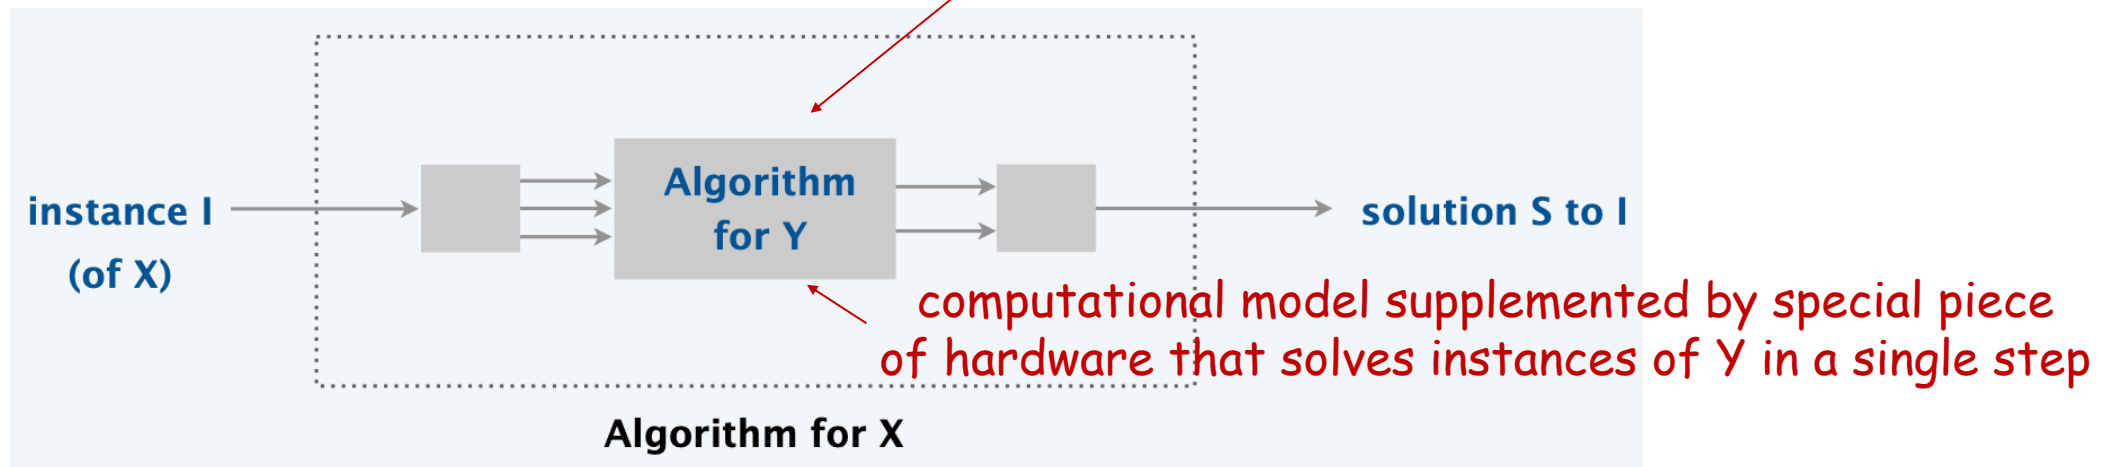 Algorithm
for Y
instance I
(of X)
solution S to I
computational model supplemented by special piece
of hardware that solves instances of Y in a single step
Algorithm for X